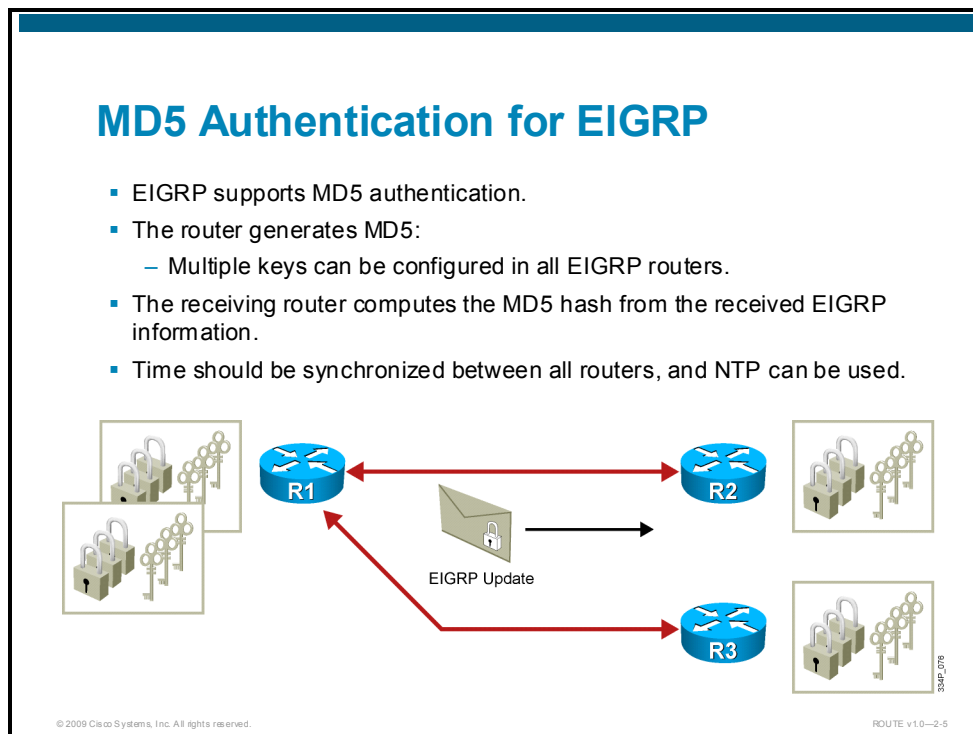 MD5 Authentication for EIGRP
▪ EIGRP supports MD5 authentication.
▪ The router generates MD5:
– Multiple keys can be configured in all EIGRP routers.
▪ The receiving router computes the MD5 hash from the received EIGRP
information.
▪ Time should be synchronized between all routers, and NTP can be used.
R1
R2
EIGRP Update
R3
334P_076
© 2009 Cisco Systems, Inc. All rights reserved.
ROUTE v1.0—2-5